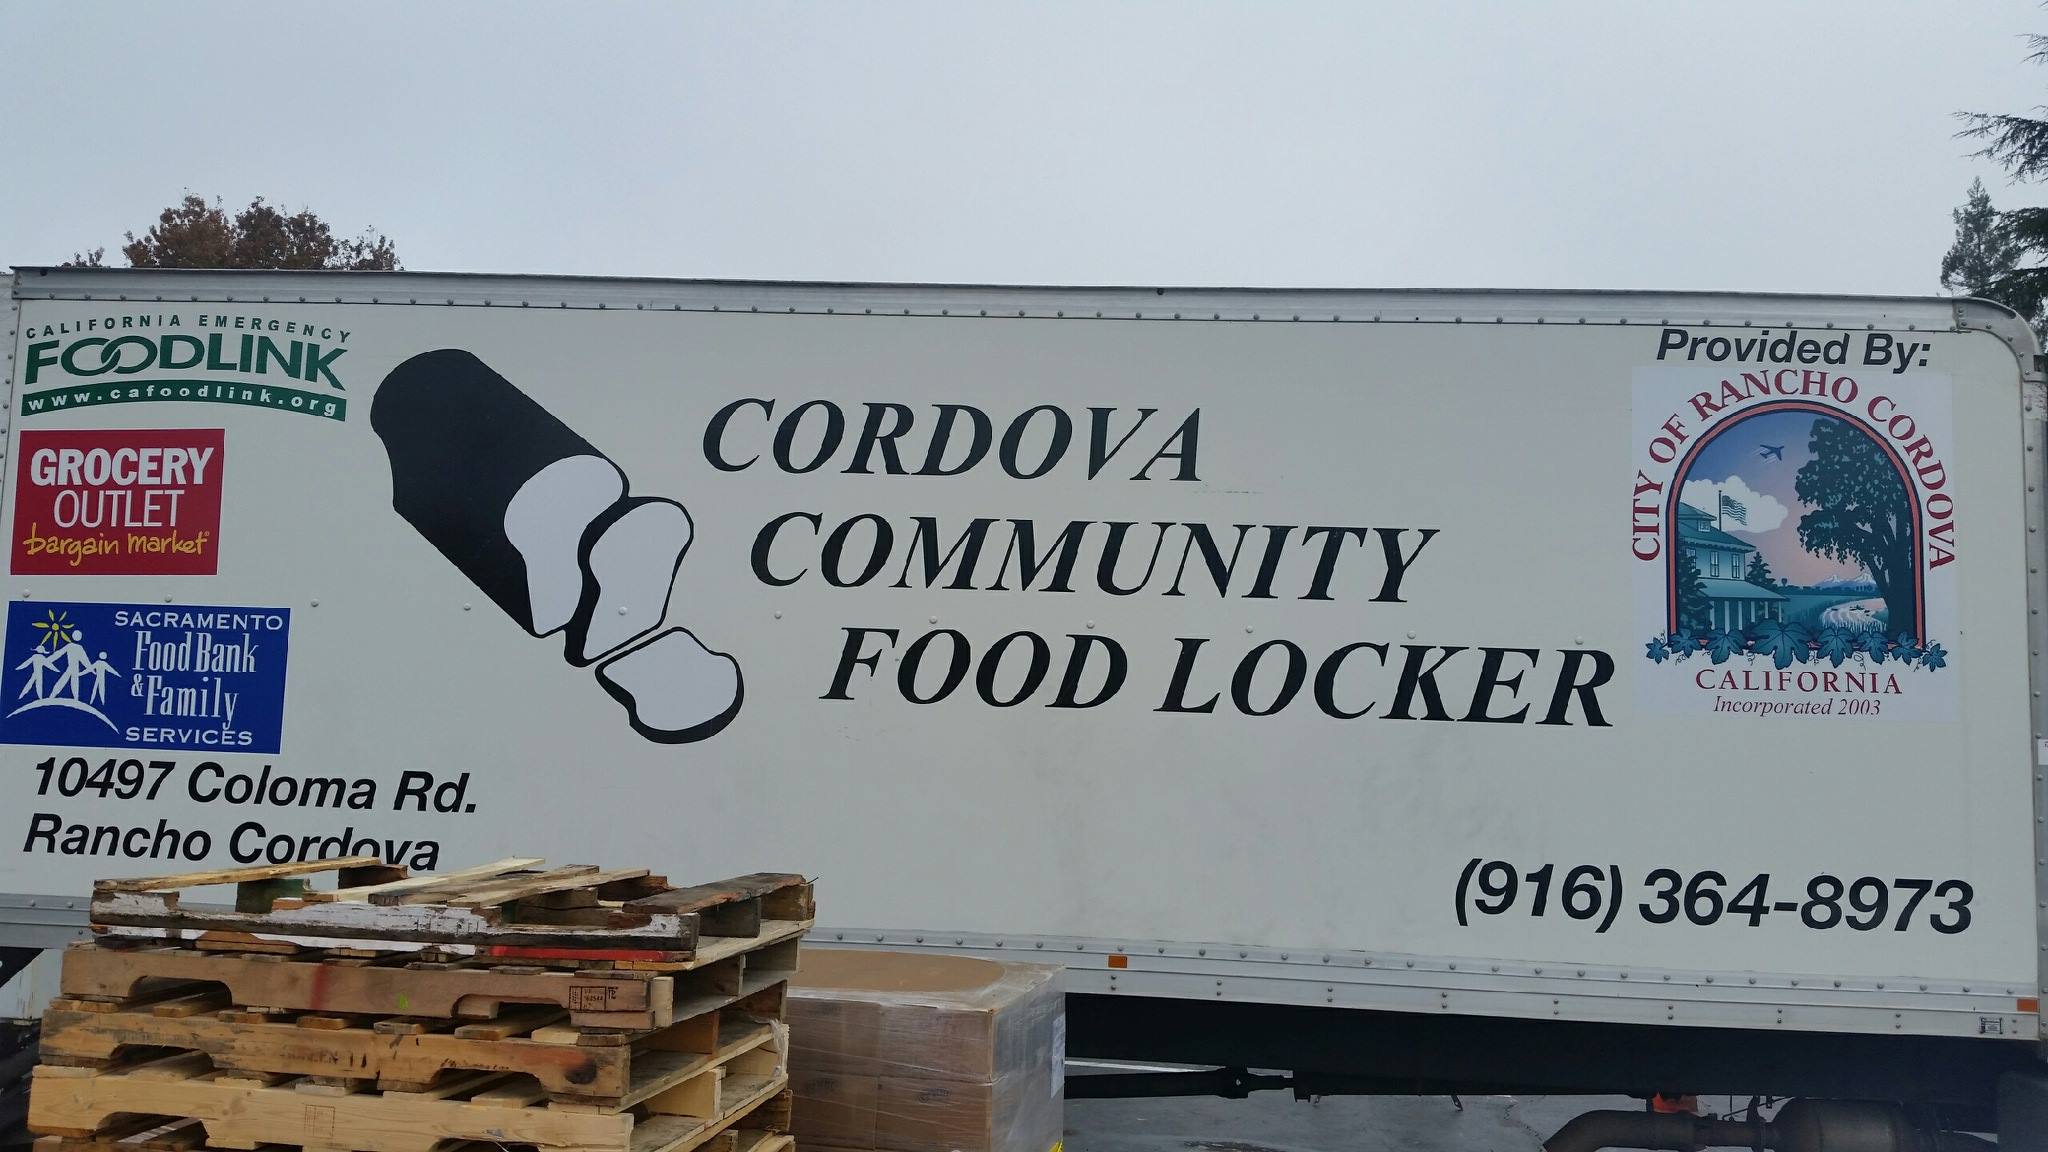 CALIFORNIA EMERGENCY
FOODLINK
www.cafoodlink.org
GROCERY
OUTLET
bargain market
SACRAMENTO
Food Bank
& Family
SERVICES
10497 Coloma Rd.
Rancho Cordova
CORDOVA
COMMUNITY
FOOD LOCKER
Provided By:
CITY OF RANCHO CORDOVA
CALIFORNIA
Incorporated 2003
(916) 364-8973